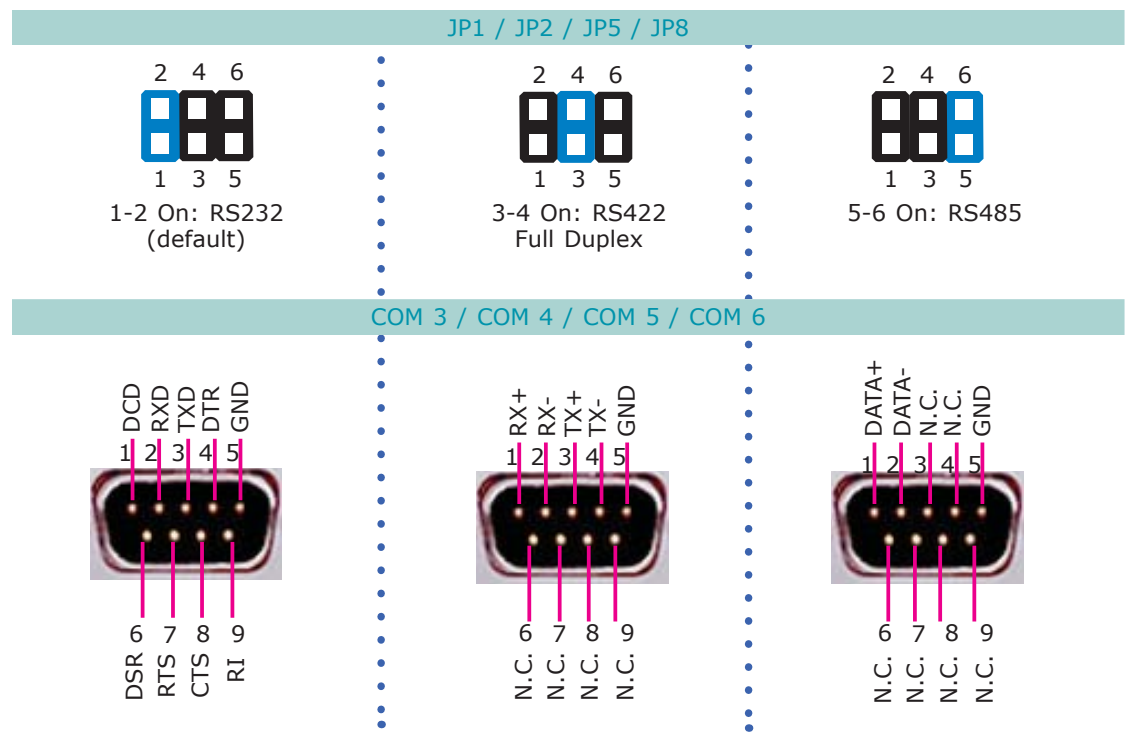 JP1 / JP2 / JP5 / JP8
2 4 6
1 3 5
1-2 On: RS232
(default)
2 4 6
1 3 5
3-4 On: RS422
Full Duplex
2 4 6
1 3 5
5-6 On: RS485
COM 3 / COM 4 / COM 5 / COM 6
DCD RXD TXD DTR GND
1 2 3 4 5
6 7 8 9
DSR RTS CTS RI
RX+ RX- TX+ TX- GND
1 2 3 4 5
6 7 8 9
N.C. N.C. N.C. N.C.
DATA+ DATA- N.C. N.C. GND
1 2 3 4 5
6 7 8 9
N.C. N.C. N.C. N.C.